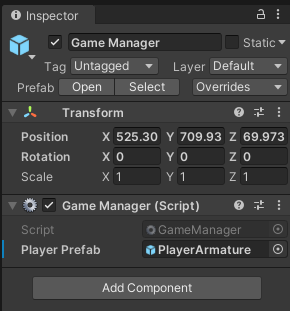 Inspector
Game Manager Static
Tag Untagged Layer Default
Prefab Open Select Overrides
Transform
Position X 525.30 Y 709.93 Z 69.973
Rotation X 0 Y 0 Z 0
Scale X 1 Y 1 Z 1
Game Manager (Script)
Script GameManager
Player Prefab PlayerArmature
Add Component